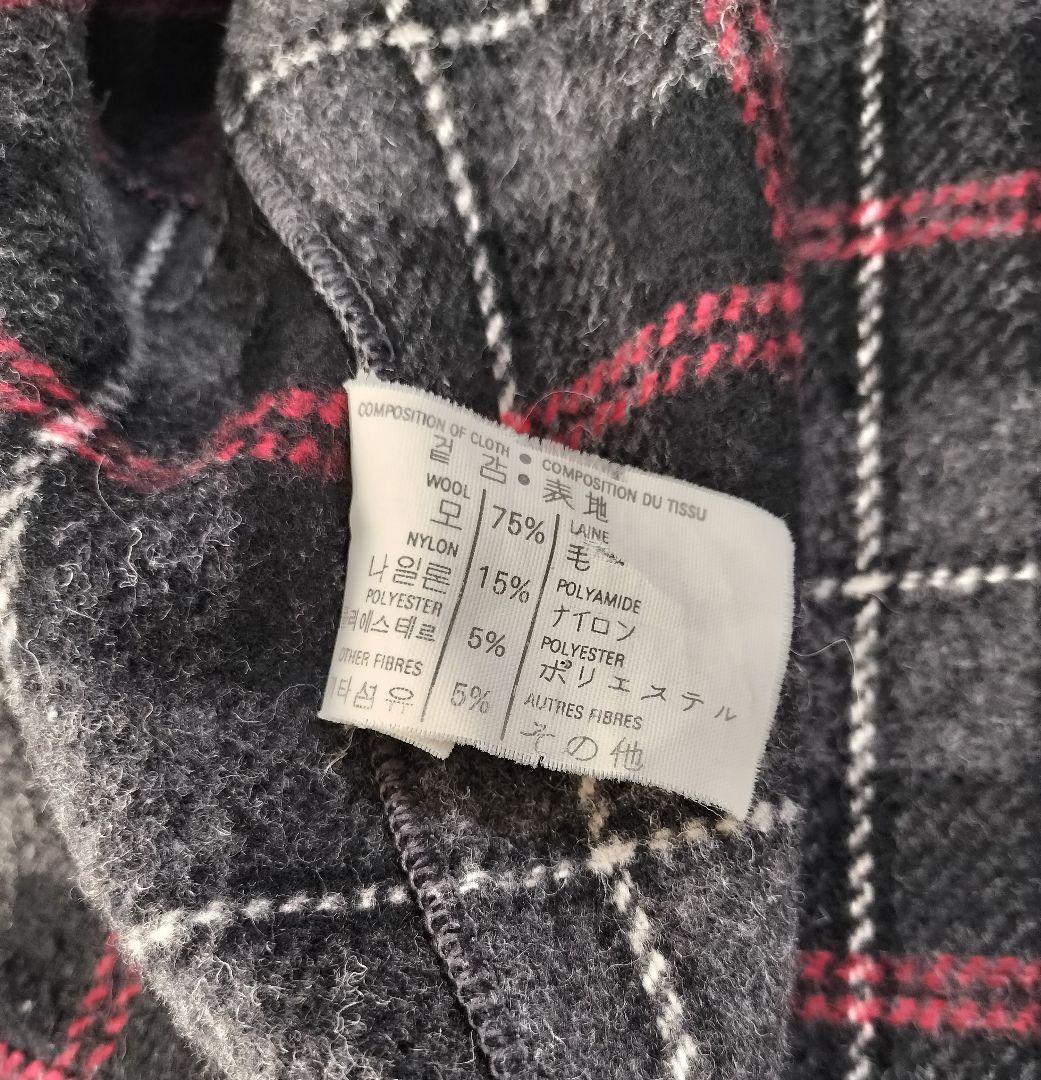 COMPOSITION OF CLOTH • COMPOSITION DU TISSU
겉 감 : 表 地
WOOL 75% LAINE
모 毛
NYLON 15% POLYAMIDE
나일론 ナイロン
POLYESTER 5% POLYESTER
리에스테르 ポリエステル
OTHER FIBRES 5% AUTRES FIBRES
타섬유 その他